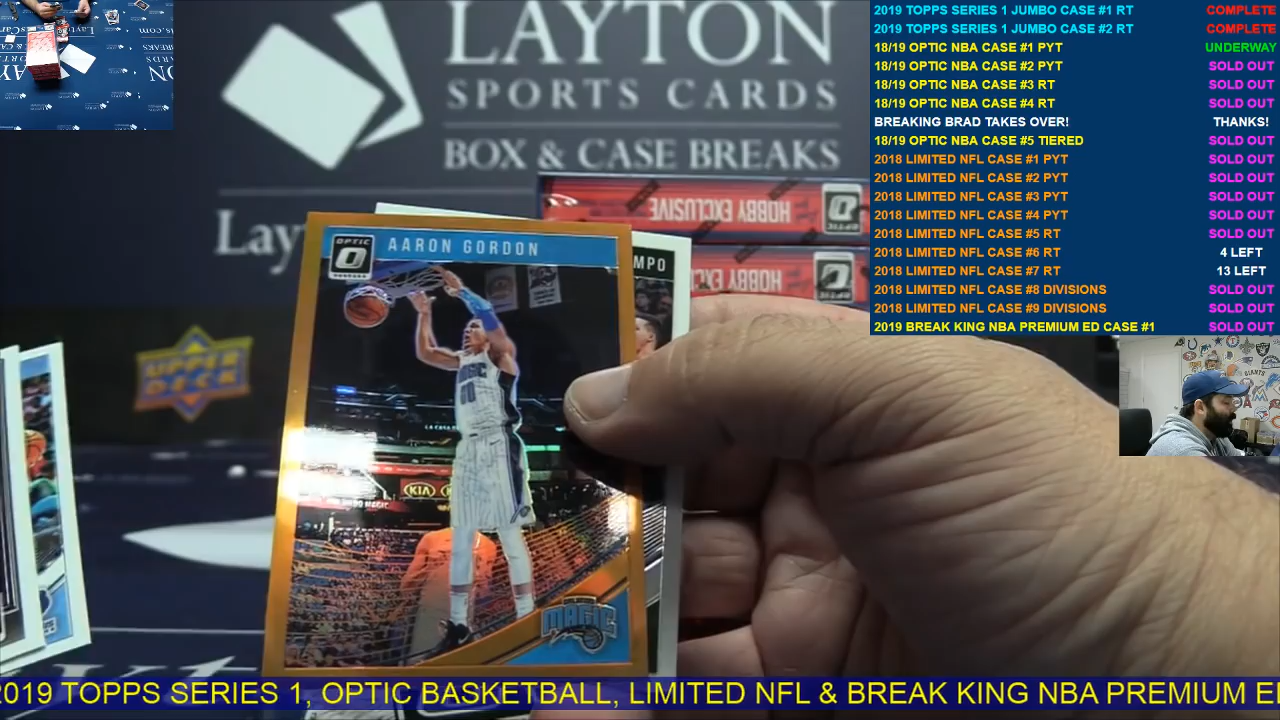 LAYTON
SPORTS CARDS
BOX & CASE BREAKS
Lay
UPPER
DECK
HOBBY EXCLUSIVE
OPTIC
HOBBY EXC
OPTIC
AARON GORDON
MPO
MAGIC
00
KIA
MAGIC
2019 TOPPS SERIES 1 JUMBO CASE #1 RT COMPLETE
2019 TOPPS SERIES 1 JUMBO CASE #2 RT COMPLETE
18/19 OPTIC NBA CASE #1 PYT UNDERWAY
18/19 OPTIC NBA CASE #2 PYT SOLD OUT
18/19 OPTIC NBA CASE #3 RT SOLD OUT
18/19 OPTIC NBA CASE #4 RT SOLD OUT
BREAKING BRAD TAKES OVER! THANKS!
18/19 OPTIC NBA CASE #5 TIERED SOLD OUT
2018 LIMITED NFL CASE #1 PYT SOLD OUT
2018 LIMITED NFL CASE #2 PYT SOLD OUT
2018 LIMITED NFL CASE #3 PYT SOLD OUT
2018 LIMITED NFL CASE #4 PYT SOLD OUT
2018 LIMITED NFL CASE #5 RT SOLD OUT
2018 LIMITED NFL CASE #6 RT 4 LEFT
2018 LIMITED NFL CASE #7 RT 13 LEFT
2018 LIMITED NFL CASE #8 DIVISIONS SOLD OUT
2018 LIMITED NFL CASE #9 DIVISIONS SOLD OUT
2019 BREAK KING NBA PREMIUM ED CASE #1 SOLD OUT
GIANTS
2019 TOPPS SERIES 1, OPTIC BASKETBALL, LIMITED NFL & BREAK KING NBA PREMIUM E